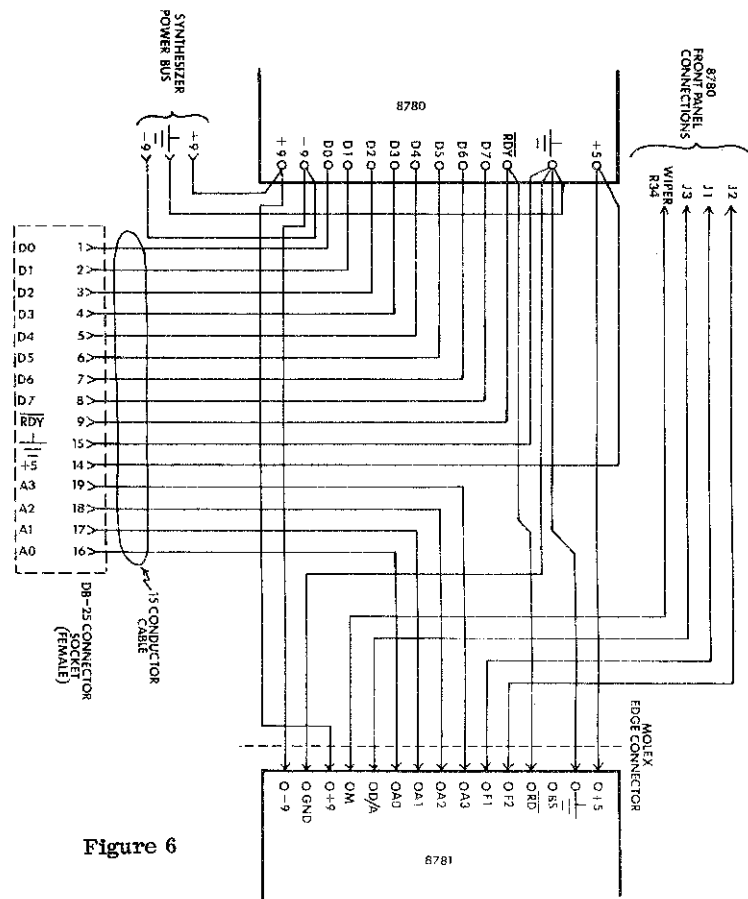 SYNTHESIZER
POWER BUS
-9
+9
8780
+9
-9
D0
D1
D2
D3
D4
D5
D6
D7
RDY
+5
8780
FRONT PANEL
CONNECTIONS
WIPER
R34
J3
J1
J2
D0 1
D1 2
D2 3
D3 4
D4 5
D5 6
D6 7
D7 8
RDY 9
15
+5 14
A3 19
A2 18
A1 17
A0 16
DB-25 CONNECTOR
SOCKET
(FEMALE)
15 CONDUCTOR
CABLE
MOLEX
EDGE CONNECTOR
-9
GND
+9
M
D/A
A0
A1
A2
A3
F1
F2
RD
BS
+5
8781
Figure 6